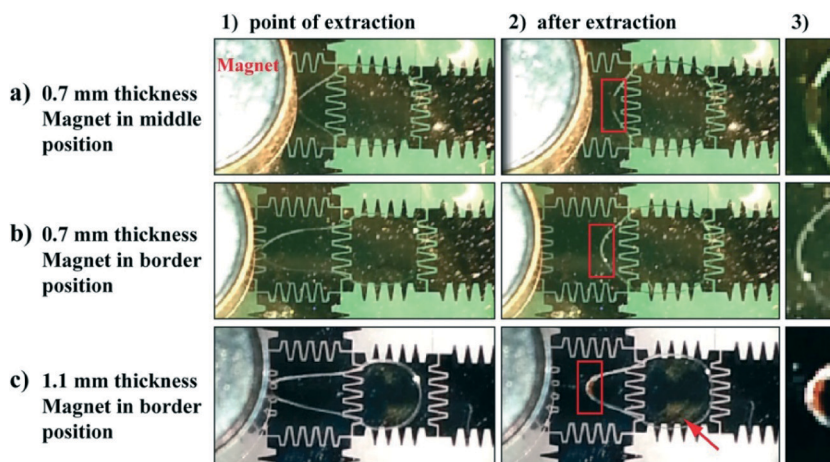 1) point of extraction
2) after extraction
3)
Magnet
a) 0.7 mm thickness
Magnet in middle
position
b) 0.7 mm thickness
Magnet in border
position
c) 1.1 mm thickness
Magnet in border
position